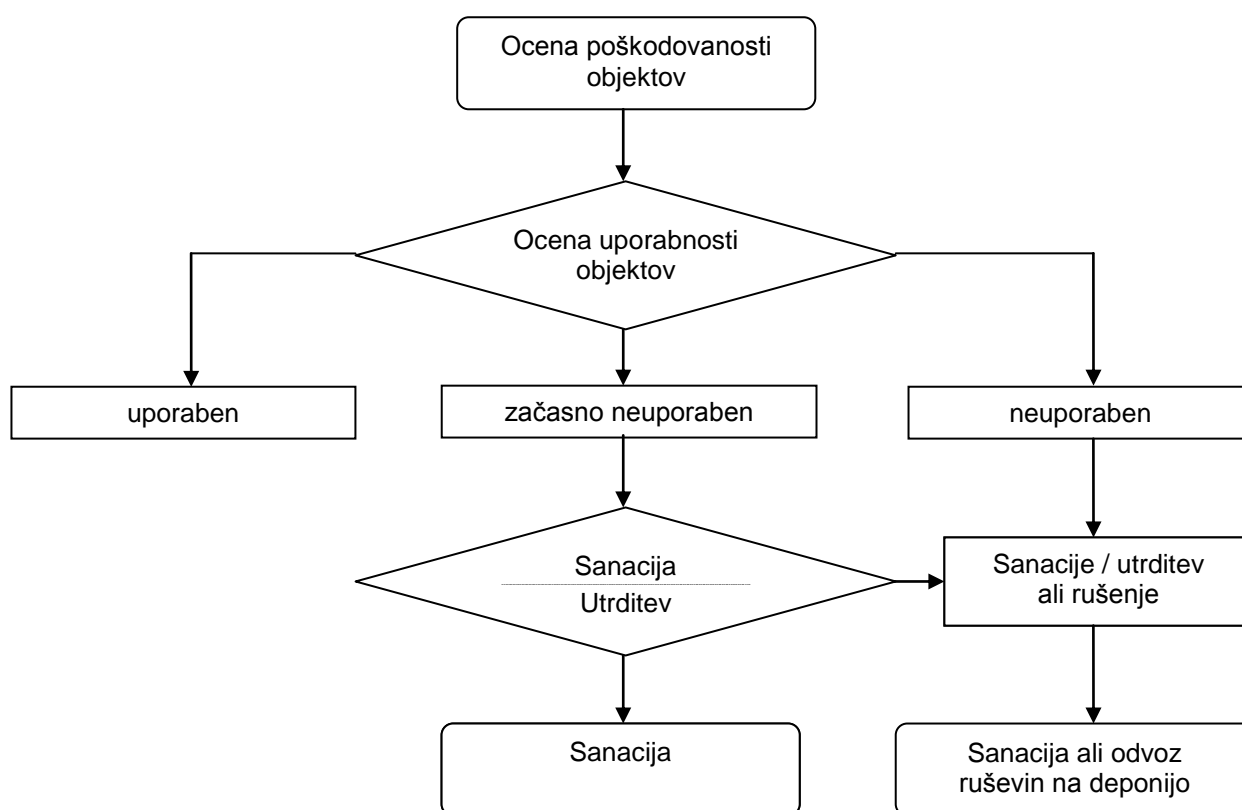 Ocena poškodovanosti
objektov
Ocena uporabnosti
objektov
uporaben
začasno neuporaben
neuporaben
Sanacija
Utrditev
Sanacije / utrditev
ali rušenje
Sanacija
Sanacija ali odvoz
ruševin na deponijo